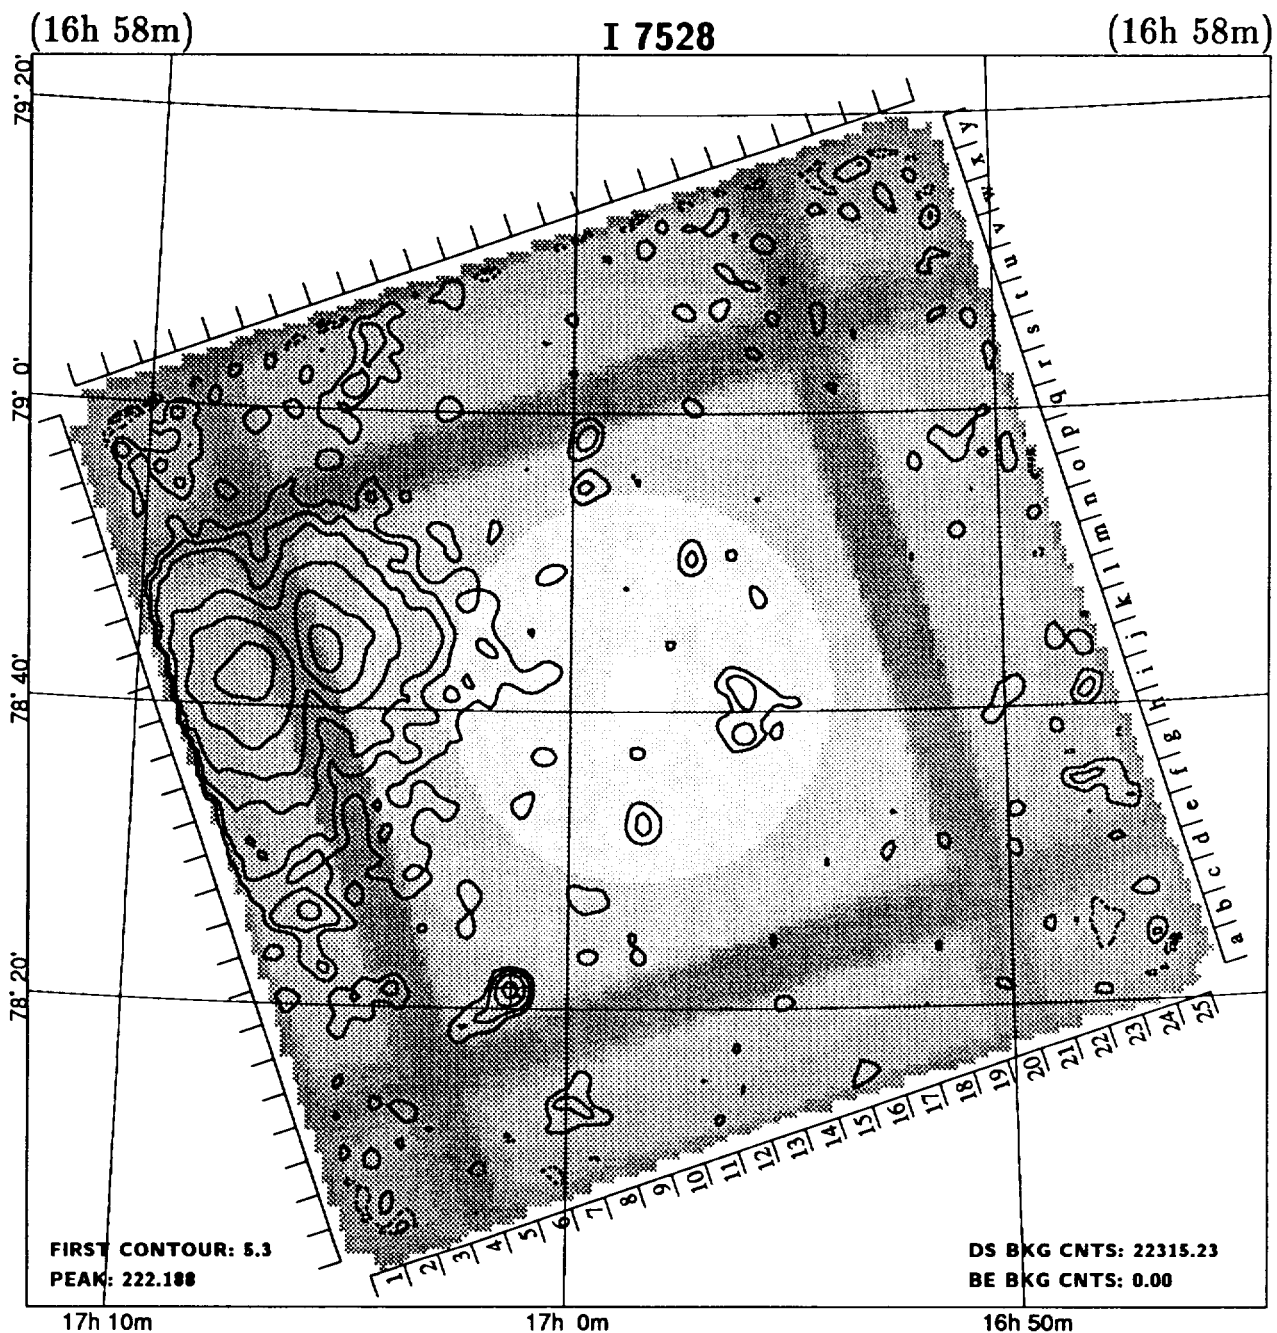 (16h 58m) I 7528 (16h 58m)
79° 20'
79° 0'
78° 40'
78° 20'
y
x
w
v
u
t
s
r
q
p
o
n
m
l
k
j
i
h
g
f
e
d
c
b
a
1 2 3 4 5 6 7 8 9 10 11 12 13 14 15 16 17 18 19 20 21 22 23 24 25
FIRST CONTOUR: 5.3 DS BKG CNTS: 22315.23
PEAK: 222.188 BE BKG CNTS: 0.00
17h 10m 17h 0m 16h 50m